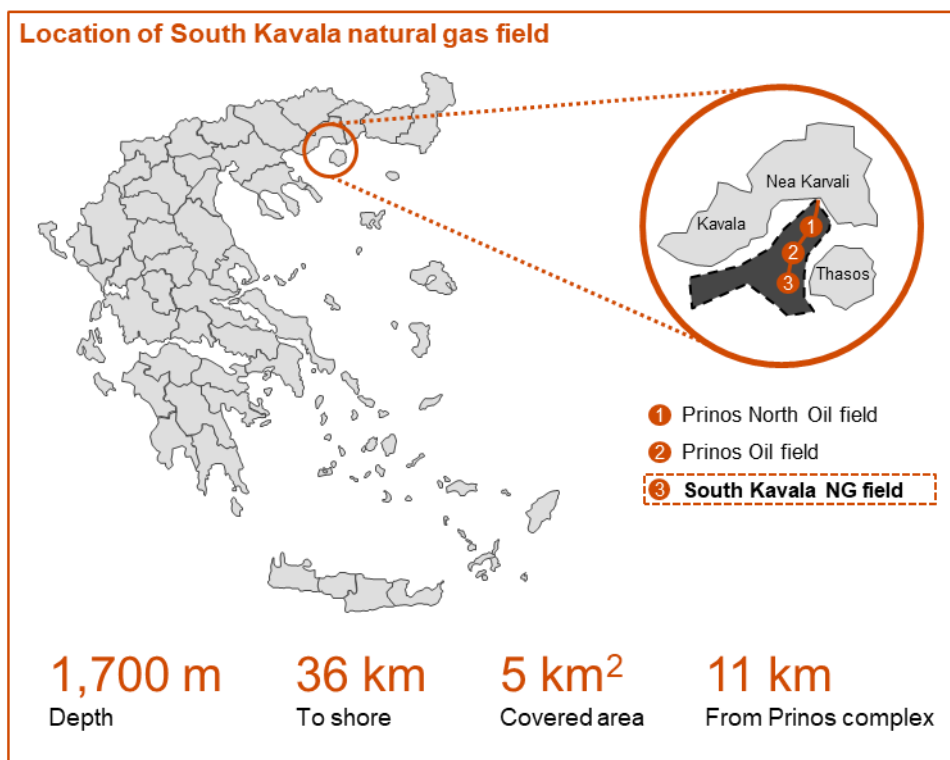 Location of South Kavala natural gas field
Nea Karvali
Kavala
1
2
Thasos
3
1 Prinos North Oil field
2 Prinos Oil field
3 South Kavala NG field
1,700 m
Depth
36 km
To shore
5 km²
Covered area
11 km
From Prinos complex